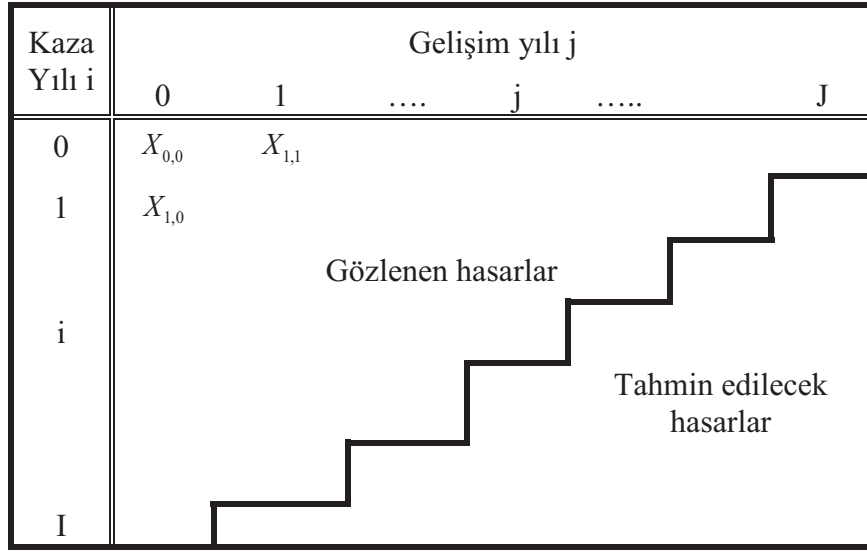 Kaza
Yılı i
Gelişim yılı j
0 1 .... j ..... J
0 X0,0 X1,1
1 X1,0
Gözlenen hasarlar
i
Tahmin edilecek
hasarlar
I